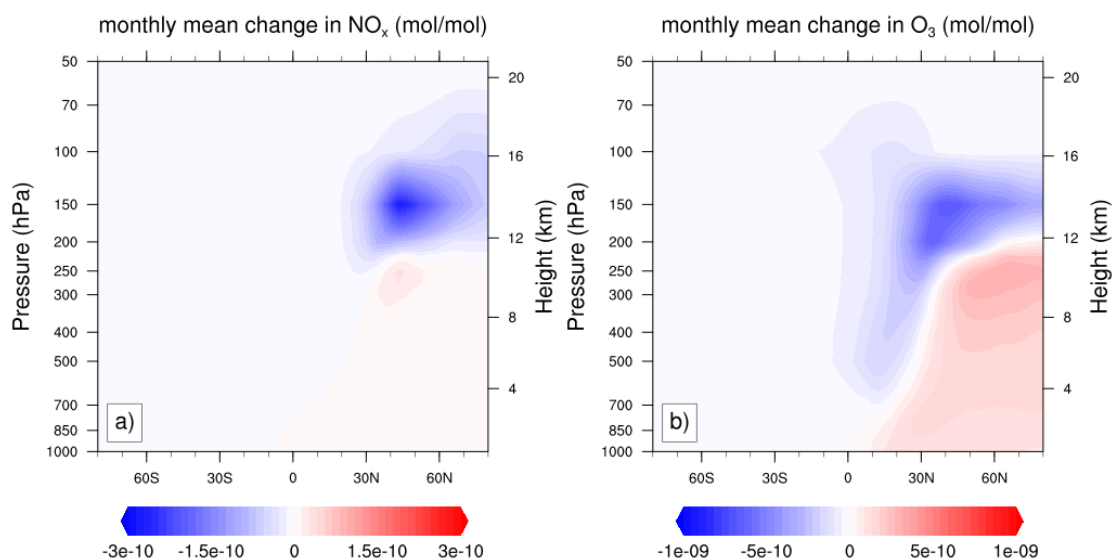 monthly mean change in NOₓ (mol/mol)
50
70
100
150
200
250
300
400
500
700
850
1000
Pressure (hPa)
20
16
12
8
4
Height (km)
a)
60S 30S 0 30N 60N
-3e-10 -1.5e-10 0 1.5e-10 3e-10
monthly mean change in O₃ (mol/mol)
50
70
100
150
200
250
300
400
500
700
850
1000
Pressure (hPa)
20
16
12
8
4
Height (km)
b)
60S 30S 0 30N 60N
-1e-09 -5e-10 0 5e-10 1e-09